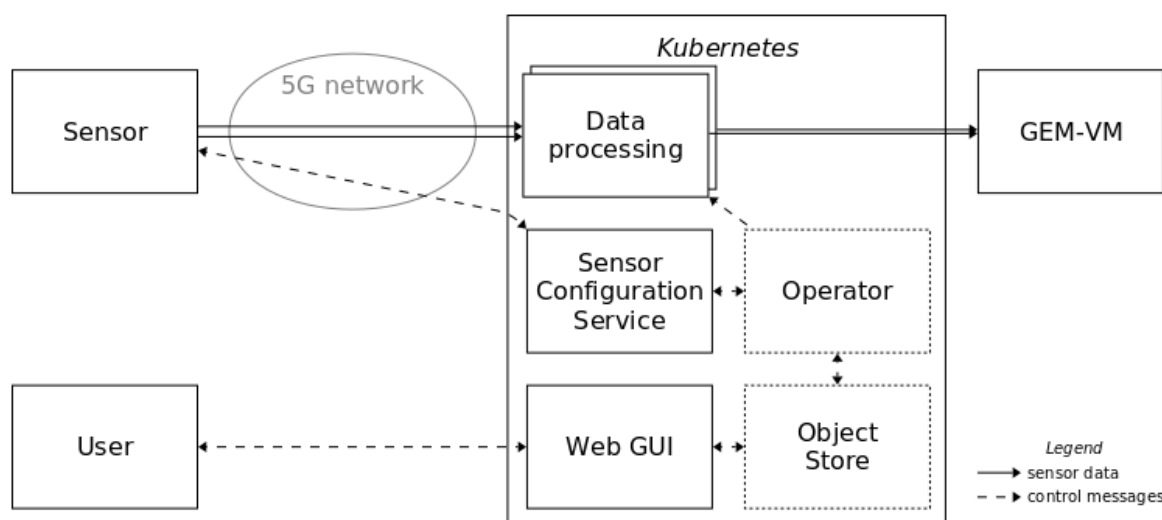 Kubernetes
5G network
Sensor
Data
processing
GEM-VM
Sensor
Configuration
Service
Operator
User
Web GUI
Object
Store
Legend
sensor data
control messages